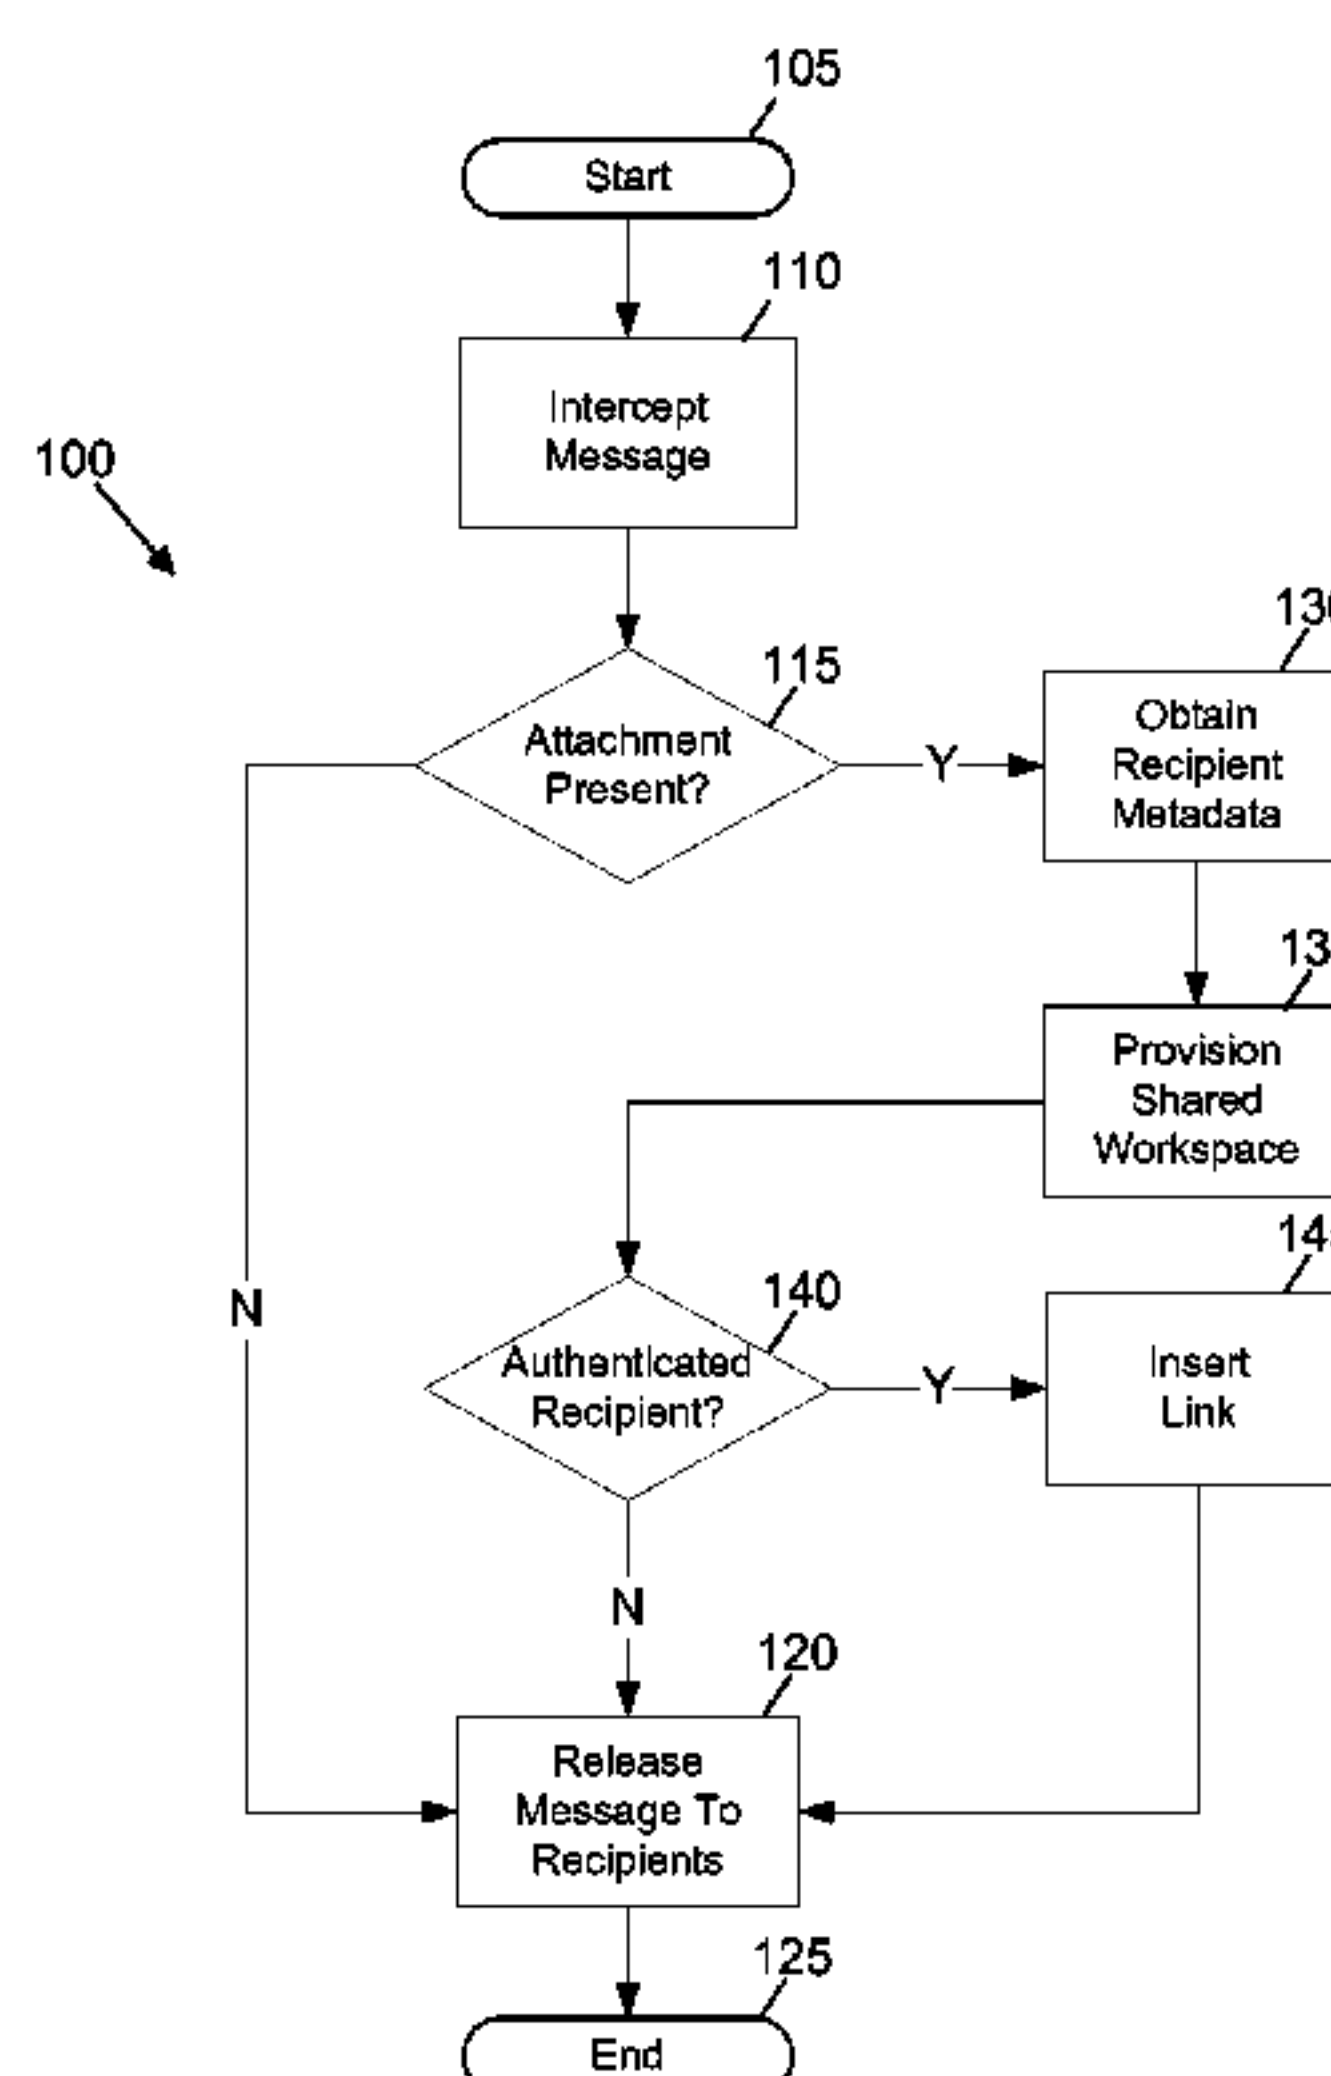 105
Start
110
Intercept
Message
100
115
Attachment
Present?
Y
130
Obtain
Recipient
Metadata
13
Provision
Shared
Workspace
N
140
Authenticated
Recipient?
Y
14
Insert
Link
N
120
Release
Message To
Recipients
125
End